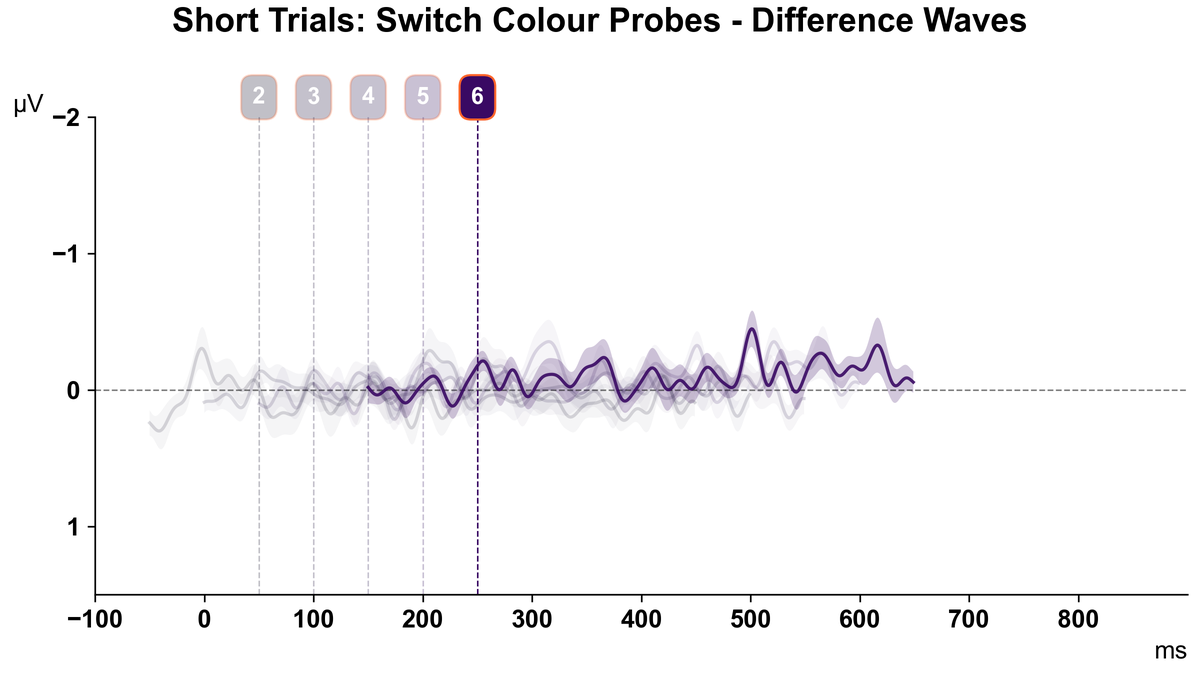 Short Trials: Switch Colour Probes - Difference Waves
2 3 4 5 6
µV
−2
−1
0
1
−100 0 100 200 300 400 500 600 700 800
ms